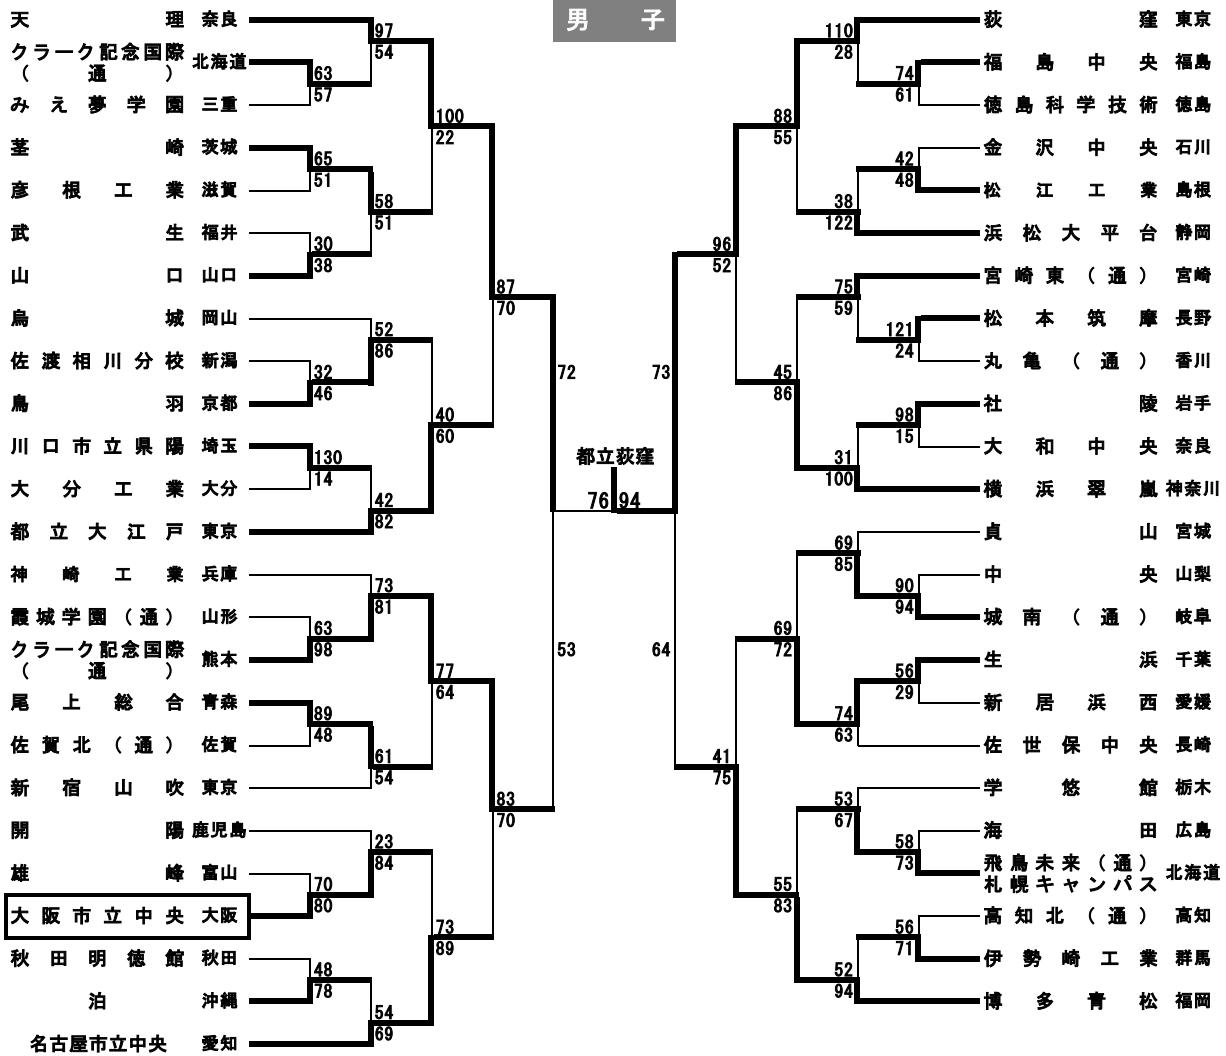 男 子
天理 奈良
クラーク記念国際(通) 北海道
みえ夢学園 三重
茎崎 茨城
彦根工業 滋賀
武生 福井
山口 山口
烏城 岡山
佐渡相川分校 新潟
鳥羽 京都
川口市立県陽 埼玉
大分工業 大分
都立大江戸 東京
神崎工業 兵庫
霞城学園(通) 山形
クラーク記念国際(通) 熊本
尾上総合 青森
佐賀北(通) 佐賀
新宿山吹 東京
開陽 鹿児島
雄峰 富山
大阪市立中央 大阪
秋田明徳館 秋田
泊 沖縄
名古屋市立中央 愛知
97
54
63
57
100
22
65
51
58
51
30
38
87
70
52
86
32
46
40
60
130
14
42
82
72
73
81
63
98
77
64
89
48
61
54
53
83
70
23
84
70
80
73
89
48
78
54
69
都立荻窪
76 94
73
64
110
28
74
61
88
55
42
48
38
122
96
52
75
59
121
24
45
86
98
15
31
100
69
85
90
94
69
72
56
29
74
63
41
75
53
67
58
73
55
83
56
71
52
94
荻窪 東京
福島中央 福島
徳島科学技術 徳島
金沢中央 石川
松江工業 島根
浜松大平台 静岡
宮崎東(通) 宮崎
松本筑摩 長野
丸亀(通) 香川
社陵 岩手
大和中央 奈良
横浜翠嵐 神奈川
貞山 宮城
中央 山梨
城南(通) 岐阜
生浜 千葉
新居浜西 愛媛
佐世保中央 長崎
学悠館 栃木
海田 広島
飛鳥未来(通)
札幌キャンパス 北海道
高知北(通) 高知
伊勢崎工業 群馬
博多青松 福岡